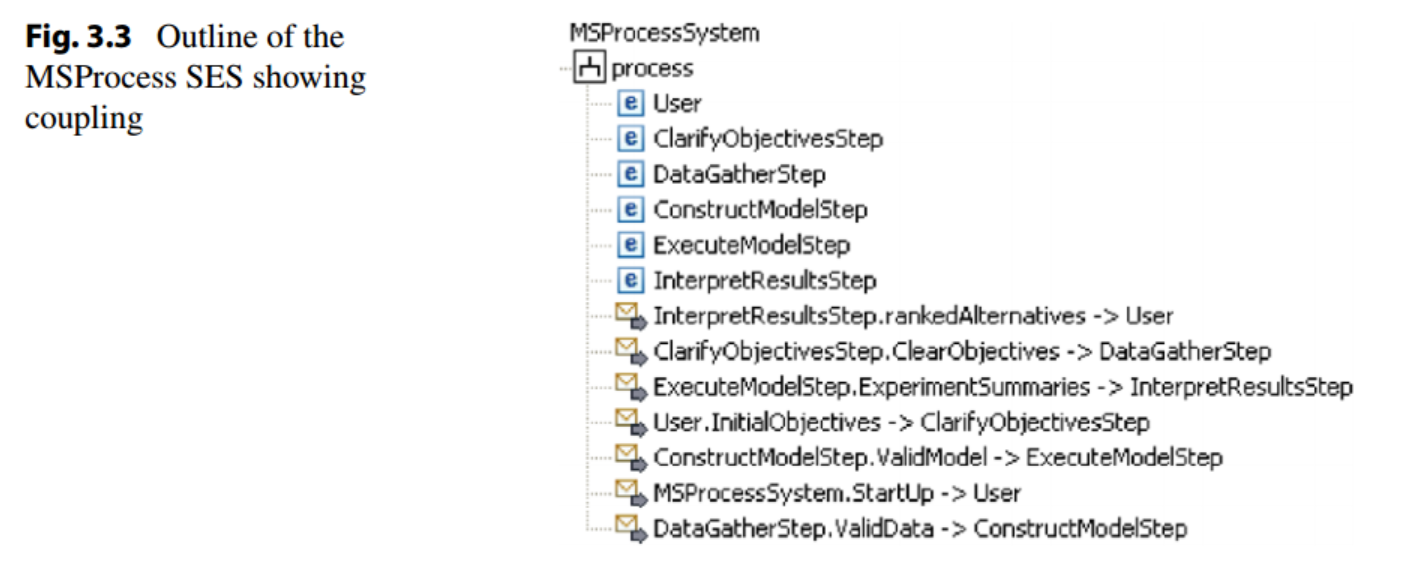 Fig. 3.3 Outline of the
MSProcess SES showing
coupling
MSProcessSystem
process
e User
e ClarifyObjectivesStep
e DataGatherStep
e ConstructModelStep
e ExecuteModelStep
e InterpretResultsStep
InterpretResultsStep.rankedAlternatives -> User
ClarifyObjectivesStep.ClearObjectives -> DataGatherStep
ExecuteModelStep.ExperimentSummaries -> InterpretResultsStep
User.InitialObjectives -> ClarifyObjectivesStep
ConstructModelStep.ValidModel -> ExecuteModelStep
MSProcessSystem.StartUp -> User
DataGatherStep.ValidData -> ConstructModelStep